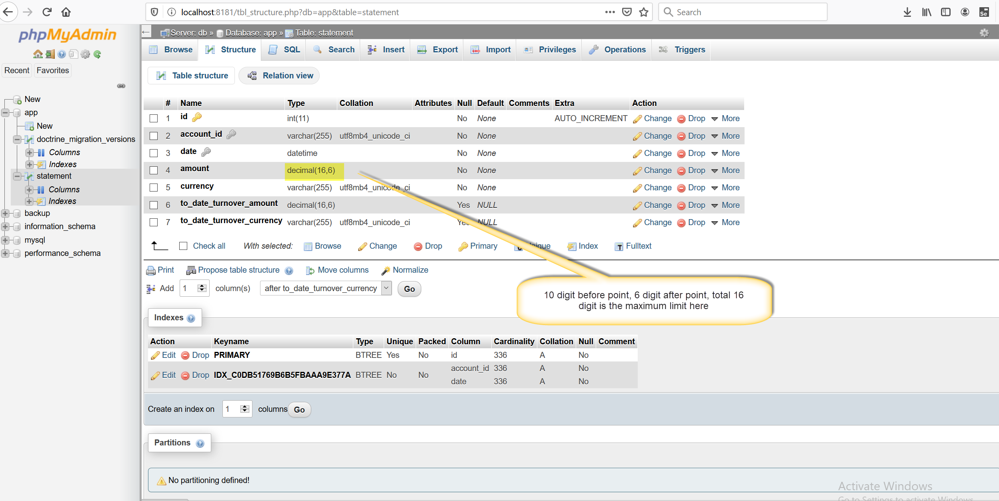 localhost:8181/tbl_structure.php?db=app&table=statement
Search
Se
phpMyAdmin
Recent
Favorites
New
app
New
doctrine_migration_versions
Columns
Indexes
statement
Columns
Indexes
backup
information_schema
mysql
performance_schema
Server: db » Database: app » Table: statement
Browse Structure SQL Search Insert Export Import Privileges Operations Triggers
Table structure Relation view
# Name Type Collation Attributes Null Default Comments Extra Action
1 id int(11) No None AUTO_INCREMENT Change Drop More
2 account_id varchar(255) utf8mb4_unicode_ci No None Change Drop More
3 date datetime No None Change Drop More
4 amount decimal(16,6) No None Change Drop More
5 currency varchar(255) utf8mb4_unicode_ci No None Change Drop More
6 to_date_turnover_amount decimal(16,6) Yes NULL Change Drop More
7 to_date_turnover_currency varchar(255) utf8mb4_unicode_ci Yes NULL Change Drop More
Check all With selected: Browse Change Drop Primary Unique Index Fulltext
Print Propose table structure Move columns Normalize
Add 1 column(s) after to_date_turnover_currency Go
10 digit before point, 6 digit after point, total 16
digit is the maximum limit here
Indexes
Action Keyname Type Unique Packed Column Cardinality Collation Null Comment
Edit Drop PRIMARY BTREE Yes No id 336 A No
account_id 336 A No
Edit Drop IDX_C0DB51769B6B5FBAAA9E377A BTREE No No
date 336 A No
Create an index on 1 columns Go
Partitions
No partitioning defined!
Activate Windows
Go to Settings to activate Windows.